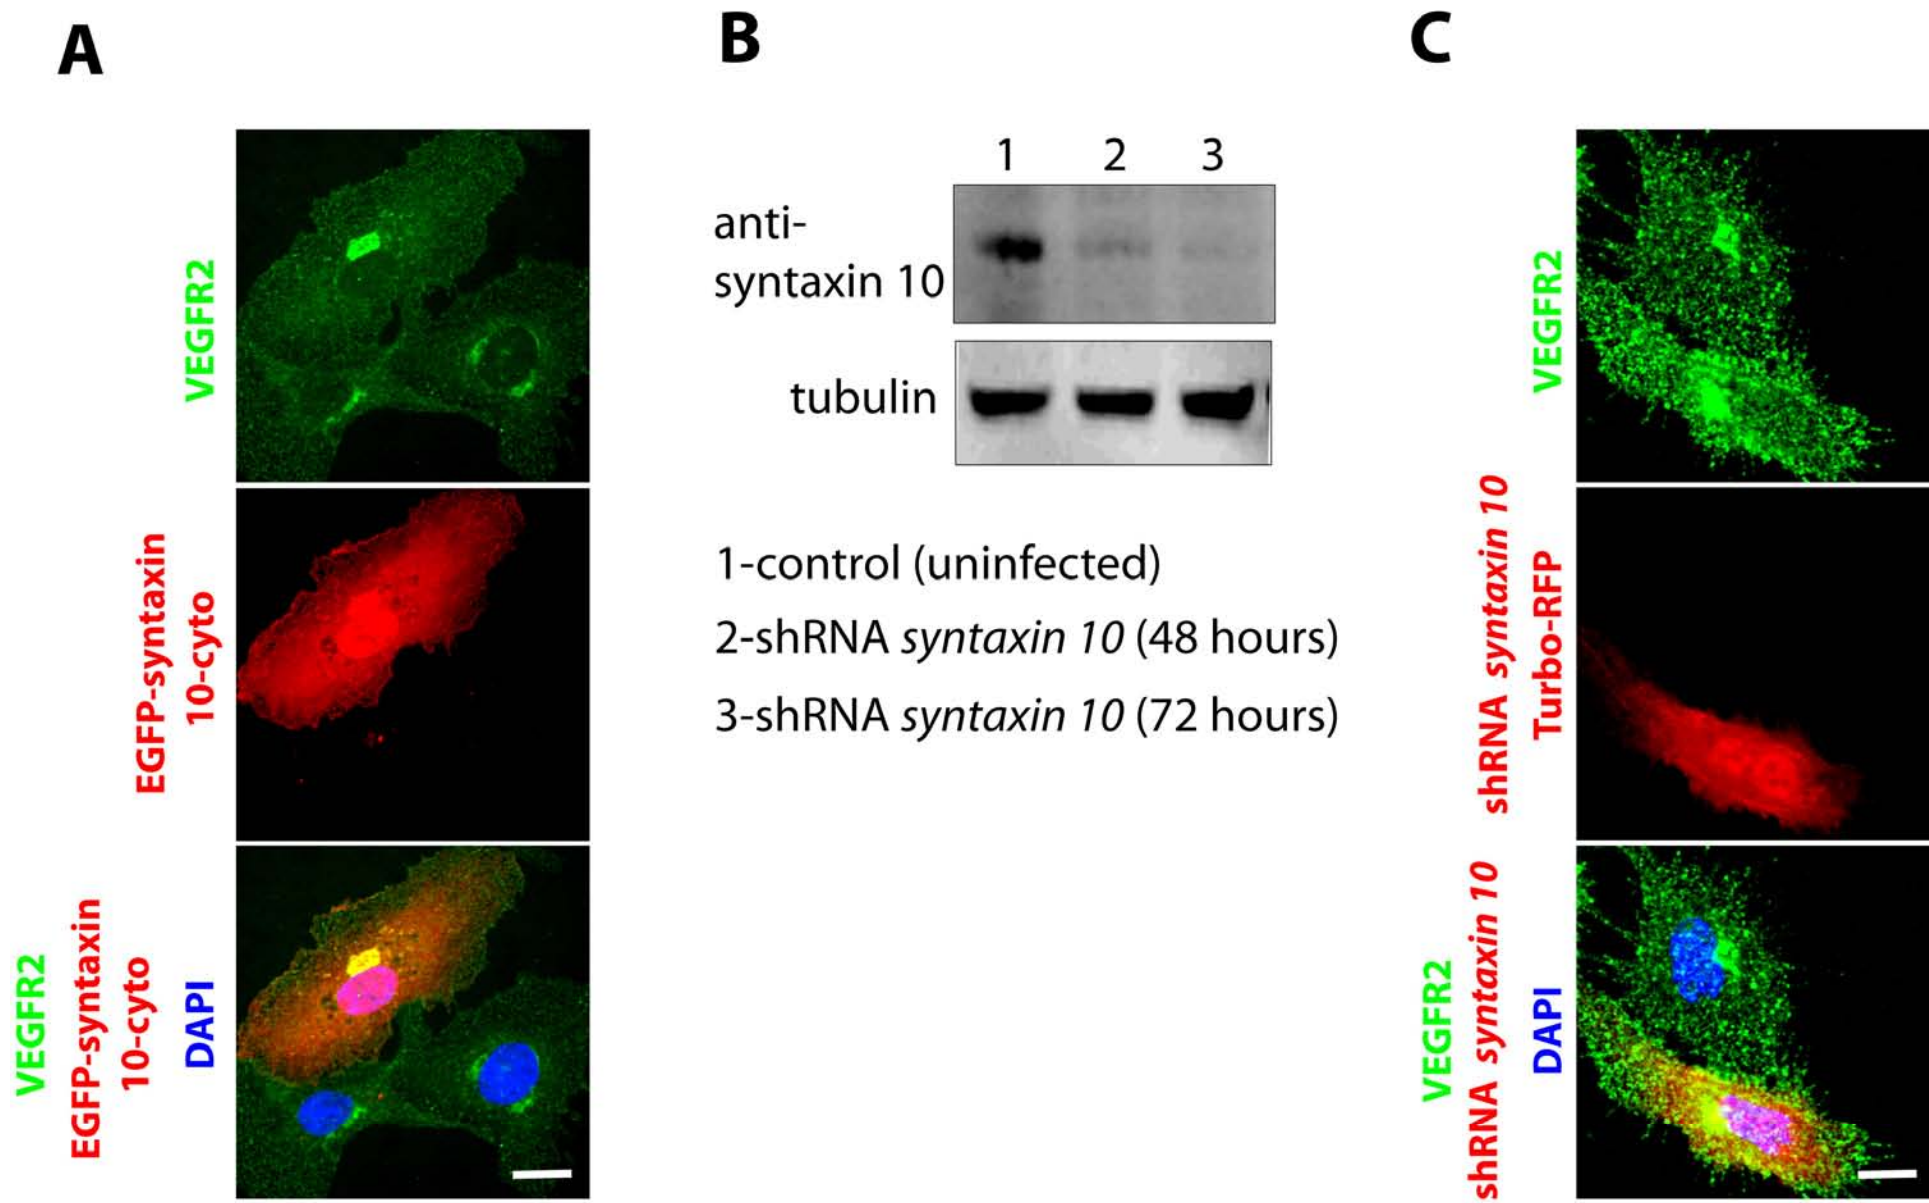 A
VEGFR2
EGFP-syntaxin
10-cyto
VEGFR2
EGFP-syntaxin
10-cyto
DAPI
B
1 2 3
anti-
syntaxin 10
tubulin
1-control (uninfected)
2-shRNA syntaxin 10 (48 hours)
3-shRNA syntaxin 10 (72 hours)
C
VEGFR2
shRNA syntaxin 10
Turbo-RFP
VEGFR2
shRNA syntaxin 10
DAPI